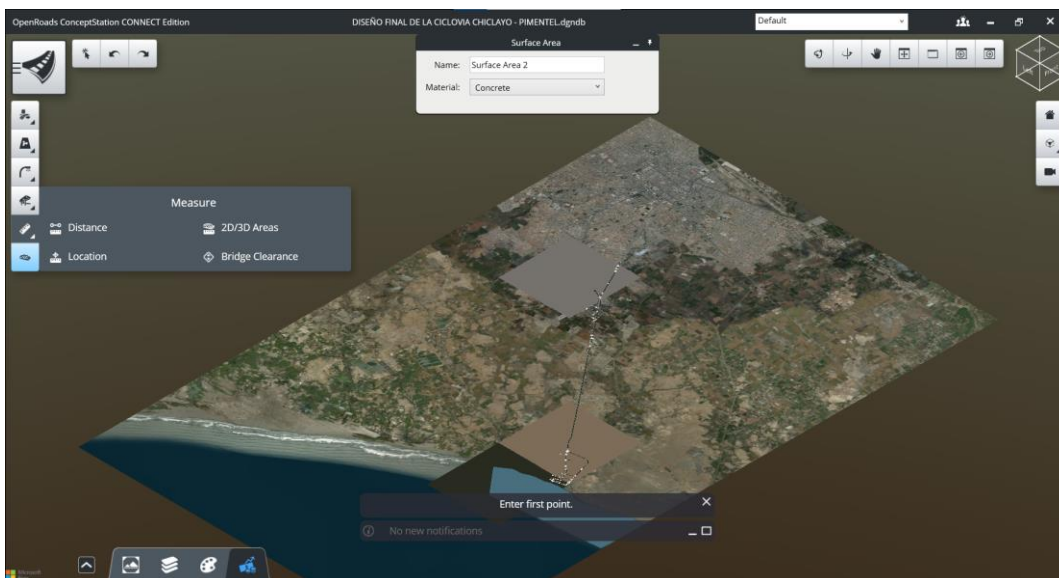 OpenRoads ConceptStation CONNECT Edition
DISEÑO FINAL DE LA CICLOVIA CHICLAYO - PIMENTEL.dgndb
Default
Surface Area
Name: Surface Area 2
Material: Concrete
Measure
Distance
2D/3D Areas
Location
Bridge Clearance
Enter first point.
No new notifications
Microsoft